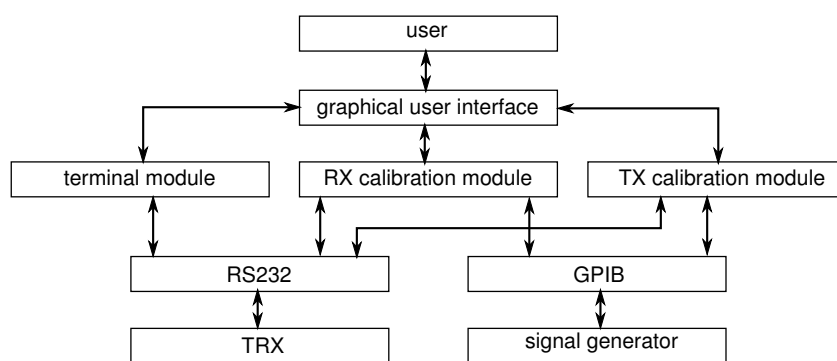 user
graphical user interface
terminal module
RX calibration module
TX calibration module
RS232
GPIB
TRX
signal generator